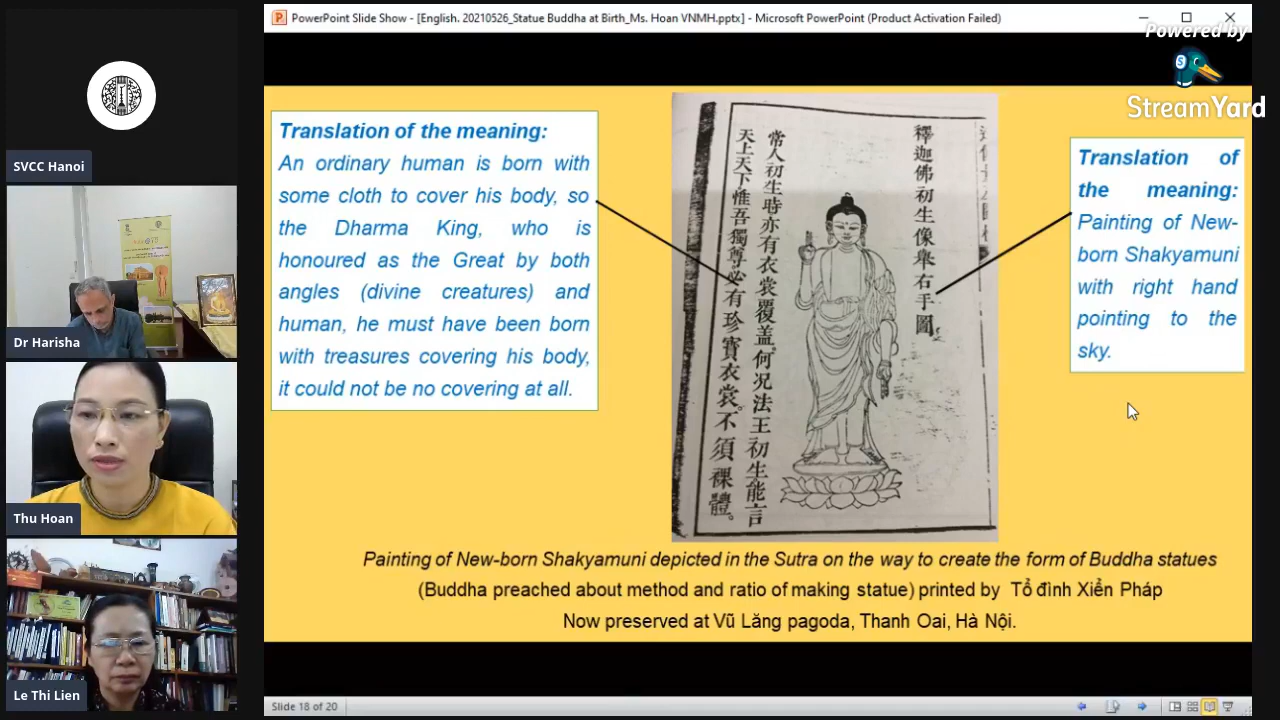 PowerPoint Slide Show - [English. 20210526_Statue Buddha at Birth_Ms. Hoan VNMH.pptx] - Microsoft PowerPoint (Product Activation Failed)
Powered by
StreamYard
SVCC Hanoi
Dr Harisha
Thu Hoan
Le Thi Lien
Translation of the meaning:
An ordinary human is born with
some cloth to cover his body, so
the Dharma King, who is
honoured as the Great by both
angles (divine creatures) and
human, he must have been born
with treasures covering his body,
it could not be no covering at all.
釋迦佛初生像舉右手圖
常人初生時亦有衣裳覆盖何况法王初生能言
天上天下惟吾獨尊必有珍寶衣裳不須裸體
Translation of
the meaning:
Painting of New-
born Shakyamuni
with right hand
pointing to the
sky.
Painting of New-born Shakyamuni depicted in the Sutra on the way to create the form of Buddha statues
(Buddha preached about method and ratio of making statue) printed by Tổ đình Xiển Pháp
Now preserved at Vũ Lăng pagoda, Thanh Oai, Hà Nội.
Slide 18 of 20